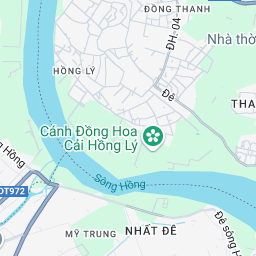 ĐÔNG THANH
ĐH. 04
Nhà thờ
HỒNG LÝ
Đê
THA
Cánh Đồng Hoa
Cải Hồng Lý
Hồng
ĐT972
Sông Hồng
MỸ TRUNG
NHẤT ĐÊ
Đê sông H